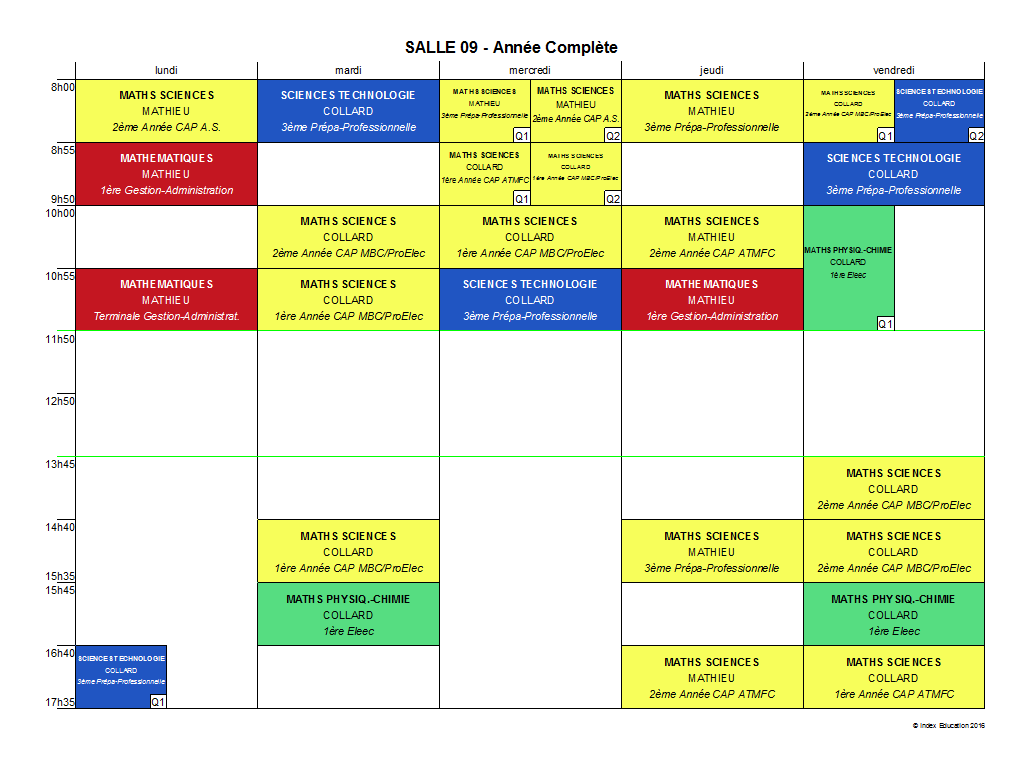 SALLE 09 - Année Complète
lundi
mardi
mercredi
jeudi
vendredi
8h00
MATHS SCIENCES
MATHIEU
2ème Année CAP A.S.
SCIENCES TECHNOLOGIE
COLLARD
3ème Prépa-Professionnelle
MATHS SCIENCES
MATHIEU
3ème Prépa-Professionnelle
Q1
MATHS SCIENCES
MATHIEU
2ème Année CAP A.S.
Q2
MATHS SCIENCES
MATHIEU
3ème Prépa-Professionnelle
MATHS SCIENCES
COLLARD
2ème Année CAP MBC/ProElec
Q1
SCIENCES TECHNOLOGIE
COLLARD
3ème Prépa-Professionnelle
Q2
8h55
MATHEMATIQUES
MATHIEU
1ère Gestion-Administration
MATHS SCIENCES
COLLARD
1ère Année CAP ATMFC
Q1
MATHS SCIENCES
COLLARD
1ère Année CAP MBC/ProElec
Q2
SCIENCES TECHNOLOGIE
COLLARD
3ème Prépa-Professionnelle
9h50
10h00
MATHS SCIENCES
COLLARD
2ème Année CAP MBC/ProElec
MATHS SCIENCES
COLLARD
1ère Année CAP MBC/ProElec
MATHS SCIENCES
MATHIEU
2ème Année CAP ATMFC
MATHS PHYSIQ.-CHIMIE
COLLARD
1ère Eleec
Q1
10h55
MATHEMATIQUES
MATHIEU
Terminale Gestion-Administrat.
MATHS SCIENCES
COLLARD
1ère Année CAP MBC/ProElec
SCIENCES TECHNOLOGIE
COLLARD
3ème Prépa-Professionnelle
MATHEMATIQUES
MATHIEU
1ère Gestion-Administration
11h50
12h50
13h45
MATHS SCIENCES
COLLARD
2ème Année CAP MBC/ProElec
14h40
MATHS SCIENCES
COLLARD
1ère Année CAP MBC/ProElec
MATHS SCIENCES
MATHIEU
3ème Prépa-Professionnelle
MATHS SCIENCES
COLLARD
2ème Année CAP MBC/ProElec
15h35
15h45
MATHS PHYSIQ.-CHIMIE
COLLARD
1ère Eleec
MATHS PHYSIQ.-CHIMIE
COLLARD
1ère Eleec
16h40
SCIENCES TECHNOLOGIE
COLLARD
3ème Prépa-Professionnelle
Q1
MATHS SCIENCES
MATHIEU
2ème Année CAP ATMFC
MATHS SCIENCES
COLLARD
1ère Année CAP ATMFC
17h35
© Index Education 2016